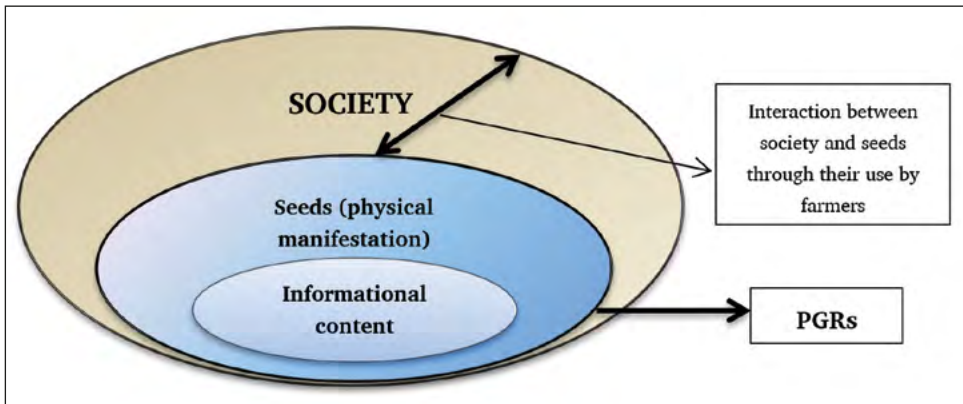 SOCIETY
Interaction between
society and seeds
through their use by
farmers
Seeds (physical
manifestation)
Informational
content
PGRs